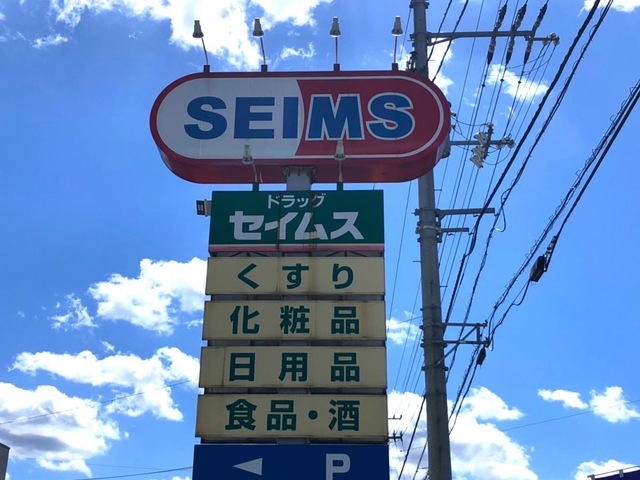 SEIMS
ドラッグ
セイムス
くすり
化粧品
日用品
食品・酒
◀ P